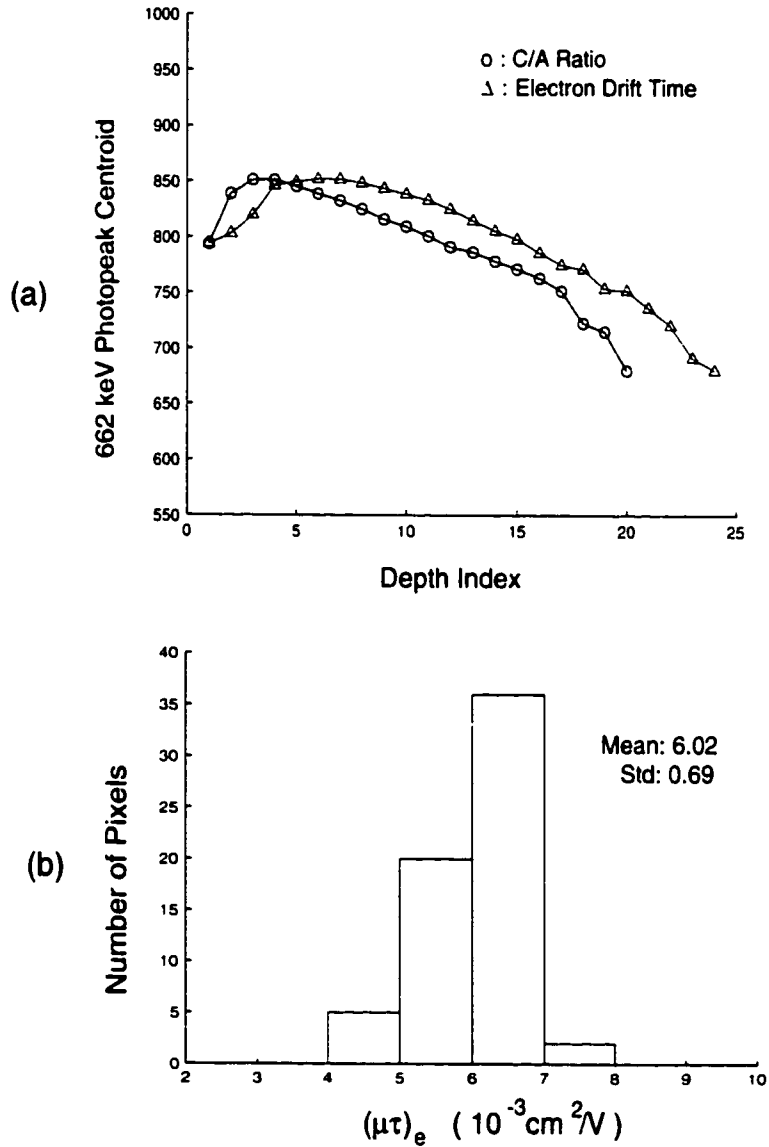 1000
950
900
850
800
750
700
650
600
550
o : C/A Ratio
△ : Electron Drift Time
662 keV Photopeak Centroid
(a)
0 5 10 15 20 25
Depth Index
40
35
30
25
20
15
10
5
0
Mean: 6.02
Std: 0.69
Number of Pixels
(b)
2 3 4 5 6 7 8 9 10
(μτ)e ( 10⁻³cm²/V )